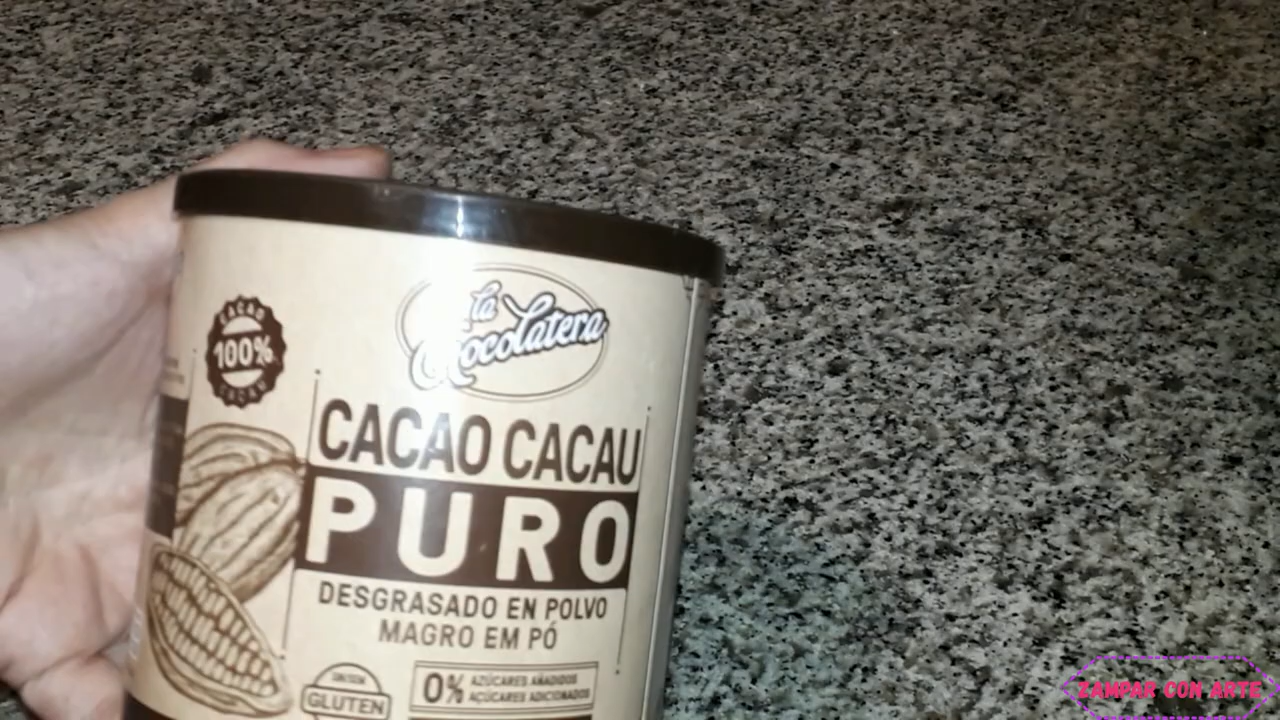 la
Chocolatera
CACAO
100%
CACAU
CACAO CACAU
PURO
DESGRASADO EN POLVO
MAGRO EM PÓ
GLUTEN
0% AZÚCARES AÑADIDOS
AÇÚCARES ADICIONADOS
ZAMPAR CON ARTE